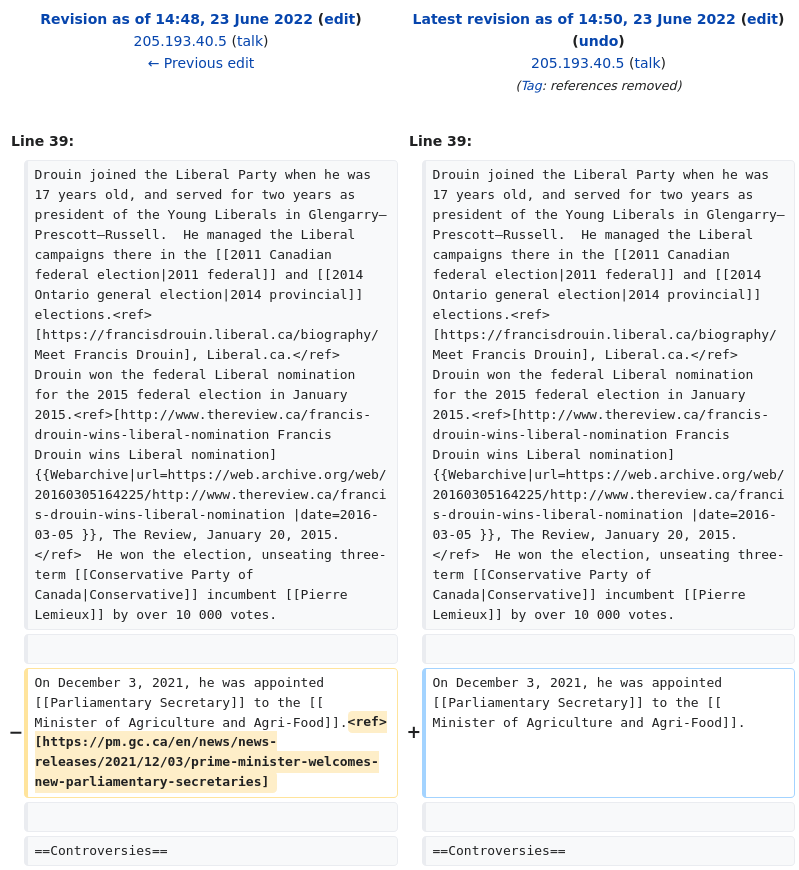 Revision as of 14:48, 23 June 2022 (edit)
205.193.40.5 (talk)
← Previous edit
Latest revision as of 14:50, 23 June 2022 (edit)
(undo)
205.193.40.5 (talk)
(Tag: references removed)
Line 39:
Drouin joined the Liberal Party when he was
17 years old, and served for two years as
president of the Young Liberals in Glengarry—
Prescott—Russell.  He managed the Liberal
campaigns there in the [[2011 Canadian
federal election|2011 federal]] and [[2014
Ontario general election|2014 provincial]]
elections.<ref>
[https://francisdrouin.liberal.ca/biography/
Meet Francis Drouin], Liberal.ca.</ref>
Drouin won the federal Liberal nomination
for the 2015 federal election in January
2015.<ref>[http://www.thereview.ca/francis-
drouin-wins-liberal-nomination Francis
Drouin wins Liberal nomination]
{{Webarchive|url=https://web.archive.org/web/
20160305164225/http://www.thereview.ca/franci
s-drouin-wins-liberal-nomination |date=2016-
03-05 }}, The Review, January 20, 2015.
</ref>  He won the election, unseating three-
term [[Conservative Party of
Canada|Conservative]] incumbent [[Pierre
Lemieux]] by over 10 000 votes.
− On December 3, 2021, he was appointed
[[Parliamentary Secretary]] to the [[
Minister of Agriculture and Agri-Food]].<ref>
[https://pm.gc.ca/en/news/news-
releases/2021/12/03/prime-minister-welcomes-
new-parliamentary-secretaries]
==Controversies==
Line 39:
Drouin joined the Liberal Party when he was
17 years old, and served for two years as
president of the Young Liberals in Glengarry—
Prescott—Russell.  He managed the Liberal
campaigns there in the [[2011 Canadian
federal election|2011 federal]] and [[2014
Ontario general election|2014 provincial]]
elections.<ref>
[https://francisdrouin.liberal.ca/biography/
Meet Francis Drouin], Liberal.ca.</ref>
Drouin won the federal Liberal nomination
for the 2015 federal election in January
2015.<ref>[http://www.thereview.ca/francis-
drouin-wins-liberal-nomination Francis
Drouin wins Liberal nomination]
{{Webarchive|url=https://web.archive.org/web/
20160305164225/http://www.thereview.ca/franci
s-drouin-wins-liberal-nomination |date=2016-
03-05 }}, The Review, January 20, 2015.
</ref>  He won the election, unseating three-
term [[Conservative Party of
Canada|Conservative]] incumbent [[Pierre
Lemieux]] by over 10 000 votes.
+ On December 3, 2021, he was appointed
[[Parliamentary Secretary]] to the [[
Minister of Agriculture and Agri-Food]].
==Controversies==